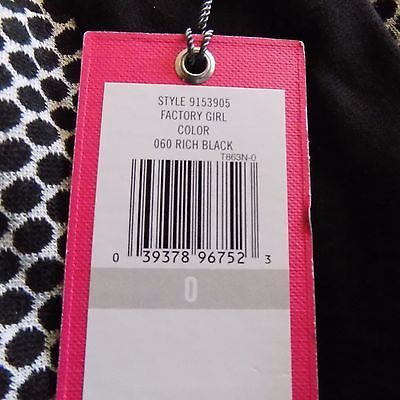 STYLE 9153905
FACTORY GIRL
COLOR
060 RICH BLACK
T863N-0
0 39378 96752 3
0